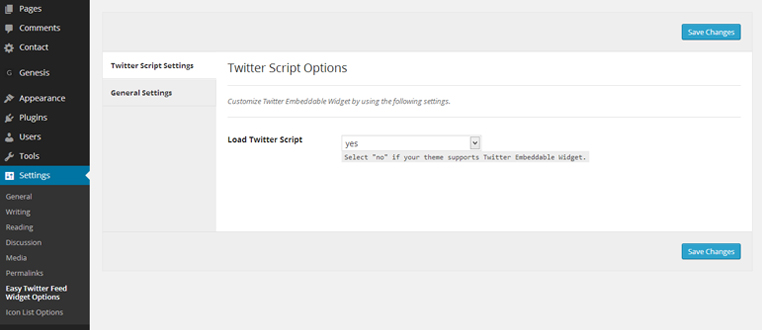 Pages
Comments
Contact
G Genesis
Appearance
Plugins
Users
Tools
Settings
General
Writing
Reading
Discussion
Media
Permalinks
Easy Twitter Feed
Widget Options
Icon List Options
Save Changes
Twitter Script Settings
General Settings
Twitter Script Options
Customize Twitter Embeddable Widget by using the following settings.
Load Twitter Script
yes
Select "no" if your theme supports Twitter Embeddable Widget.
Save Changes